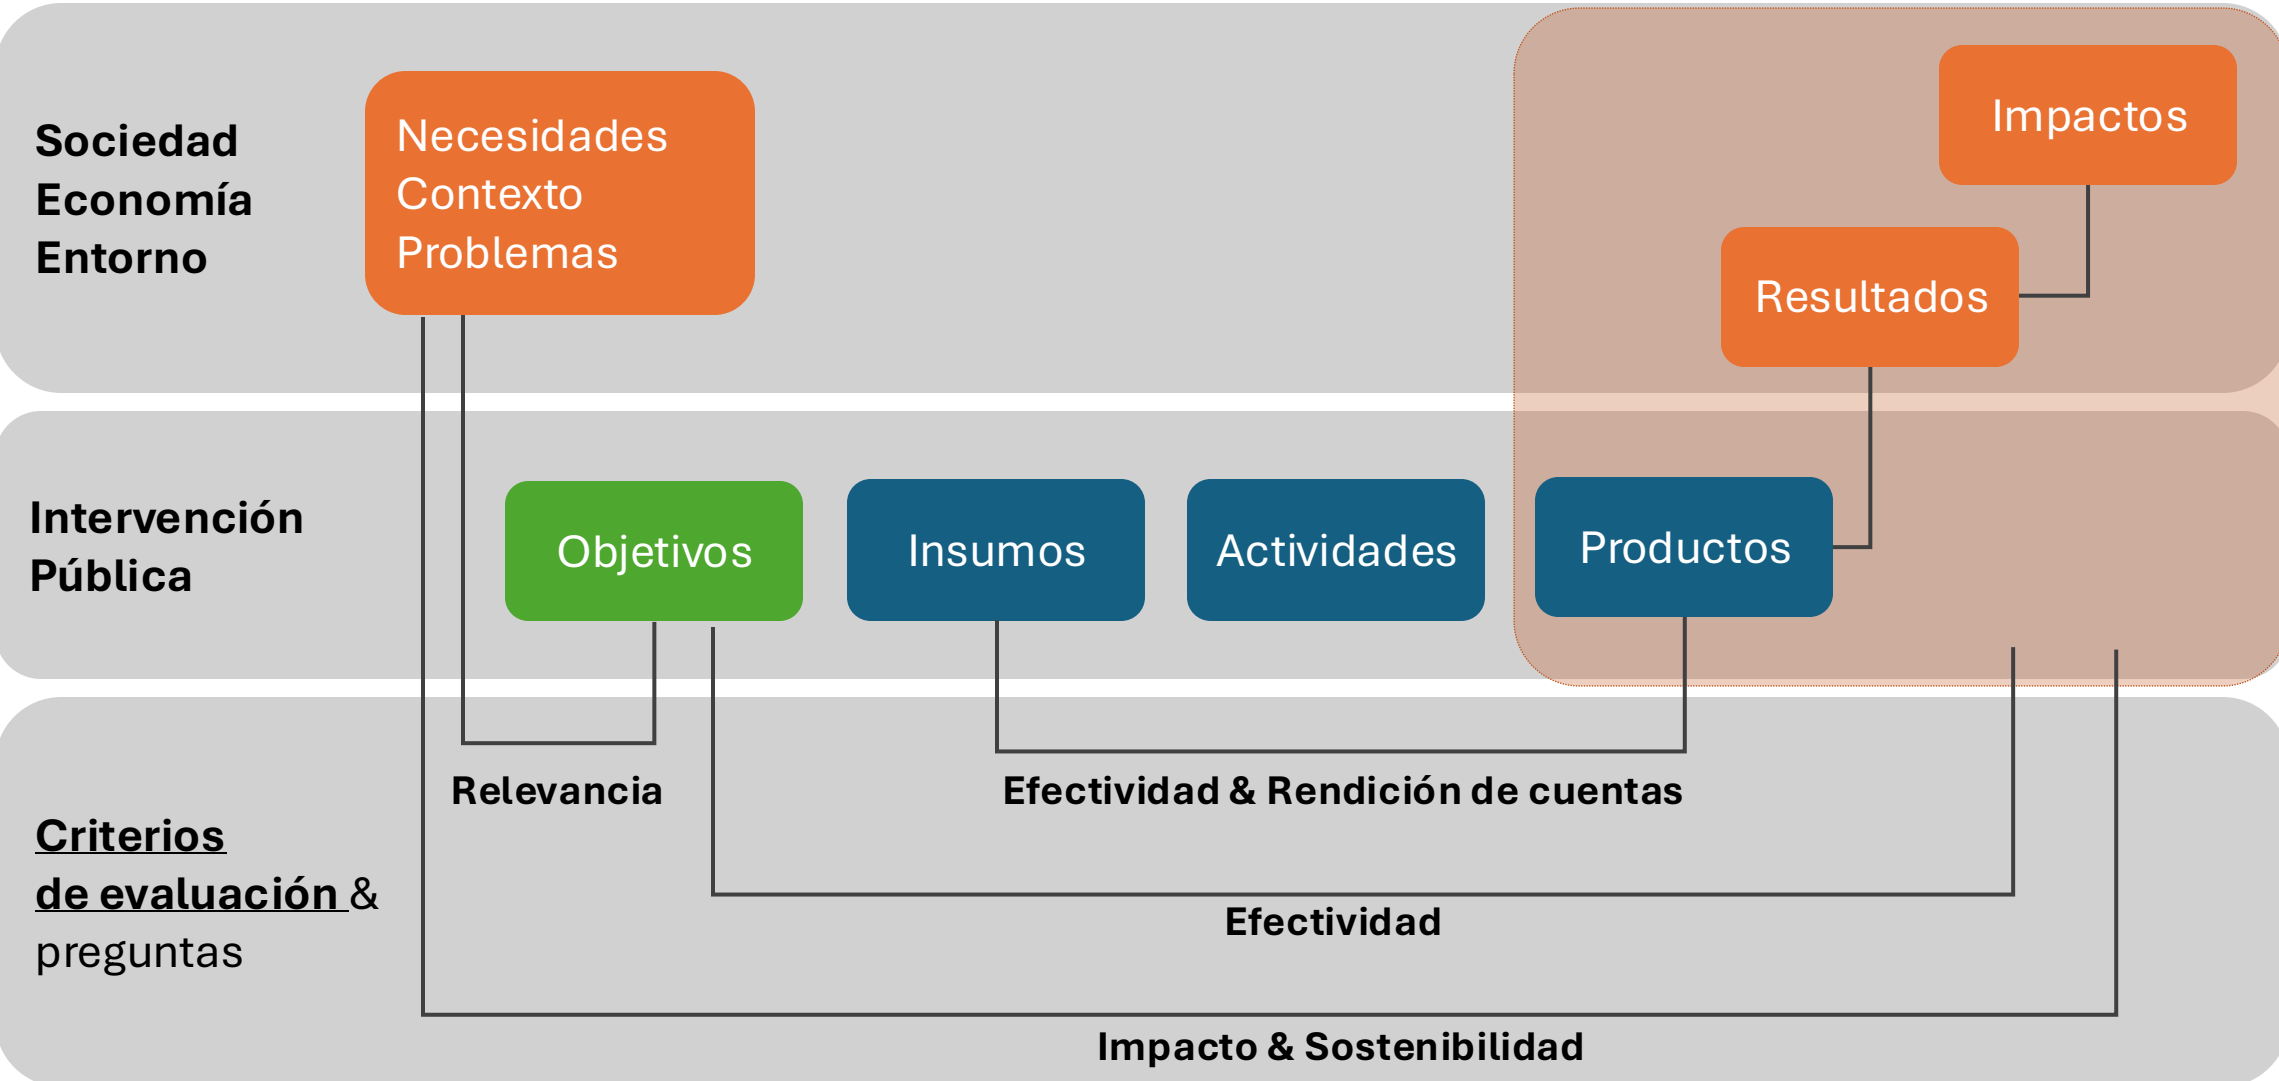 Sociedad
Economía
Entorno
Necesidades
Contexto
Problemas
Impactos
Resultados
Intervención
Pública
Objetivos
Insumos
Actividades
Productos
Criterios
de evaluación &
preguntas
Relevancia
Efectividad & Rendición de cuentas
Efectividad
Impacto & Sostenibilidad